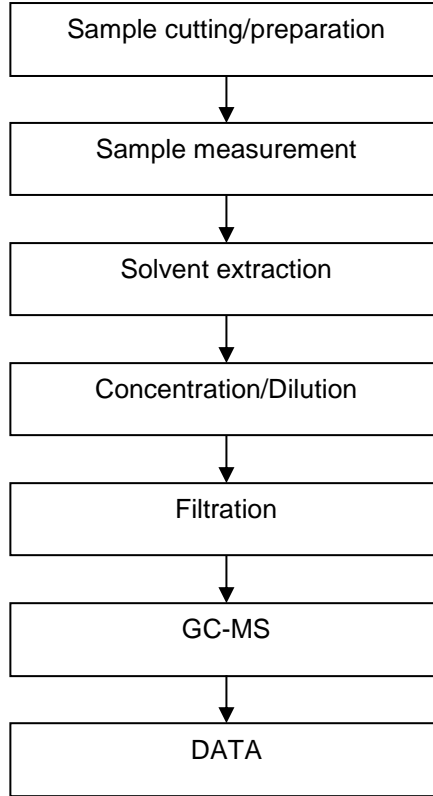 Sample cutting/preparation
Sample measurement
Solvent extraction
Concentration/Dilution
Filtration
GC-MS
DATA